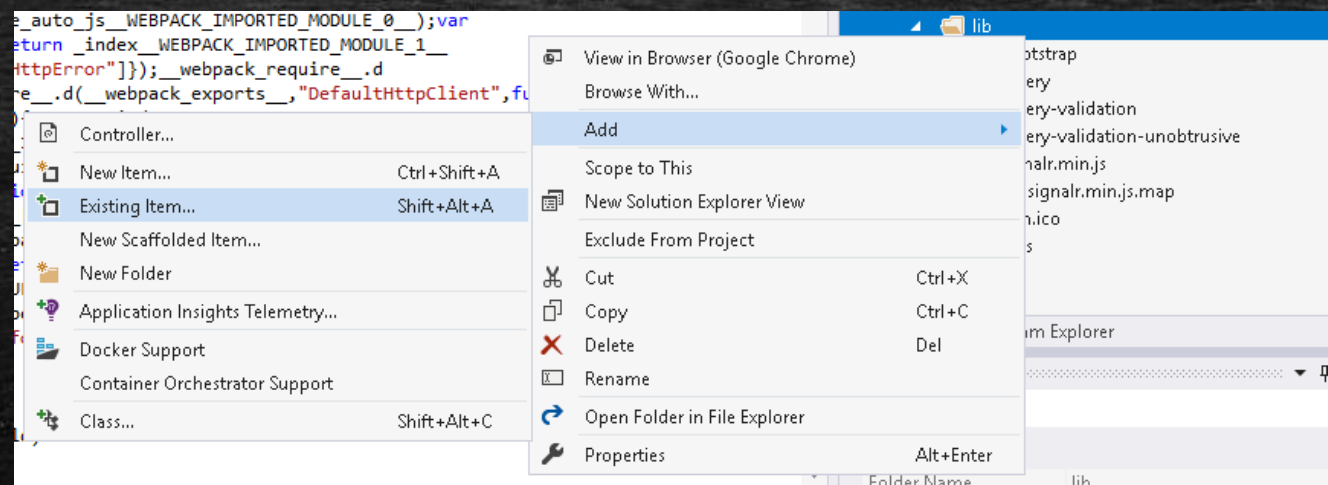 e_auto_js__WEBPACK_IMPORTED_MODULE_0__);var
eturn _index__WEBPACK_IMPORTED_MODULE_1__
HttpError"]});__webpack_require__.d
re__.d(__webpack_exports__,"DefaultHttpClient",fu
Controller...
New Item... Ctrl+Shift+A
Existing Item... Shift+Alt+A
New Scaffolded Item...
New Folder
Application Insights Telemetry...
Docker Support
Container Orchestrator Support
Class... Shift+Alt+C
View in Browser (Google Chrome)
Browse With...
Add
Scope to This
New Solution Explorer View
Exclude From Project
Cut Ctrl+X
Copy Ctrl+C
Delete Del
Rename
Open Folder in File Explorer
Properties Alt+Enter
lib
otstrap
ery
ery-validation
ery-validation-unobtrusive
nalr.min.js
signalr.min.js.map
n.ico
s
am Explorer
Folder Name lib